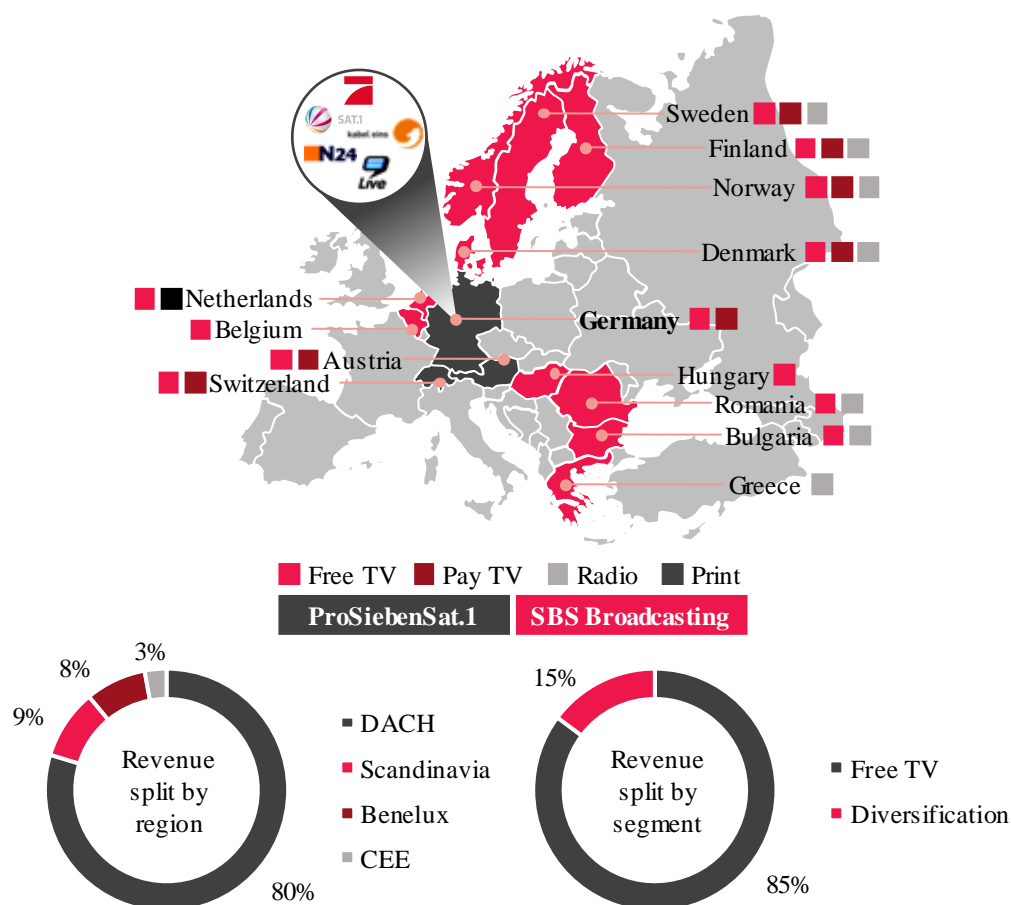 SAT.1
kabel eins
N24
9
Live
Sweden
Finland
Norway
Denmark
Netherlands
Belgium
Germany
Austria
Switzerland
Hungary
Romania
Bulgaria
Greece
Free TV Pay TV Radio Print
ProSiebenSat.1 SBS Broadcasting
3%
8%
9%
80%
Revenue
split by
region
DACH
Scandinavia
Benelux
CEE
15%
85%
Revenue
split by
segment
Free TV
Diversification